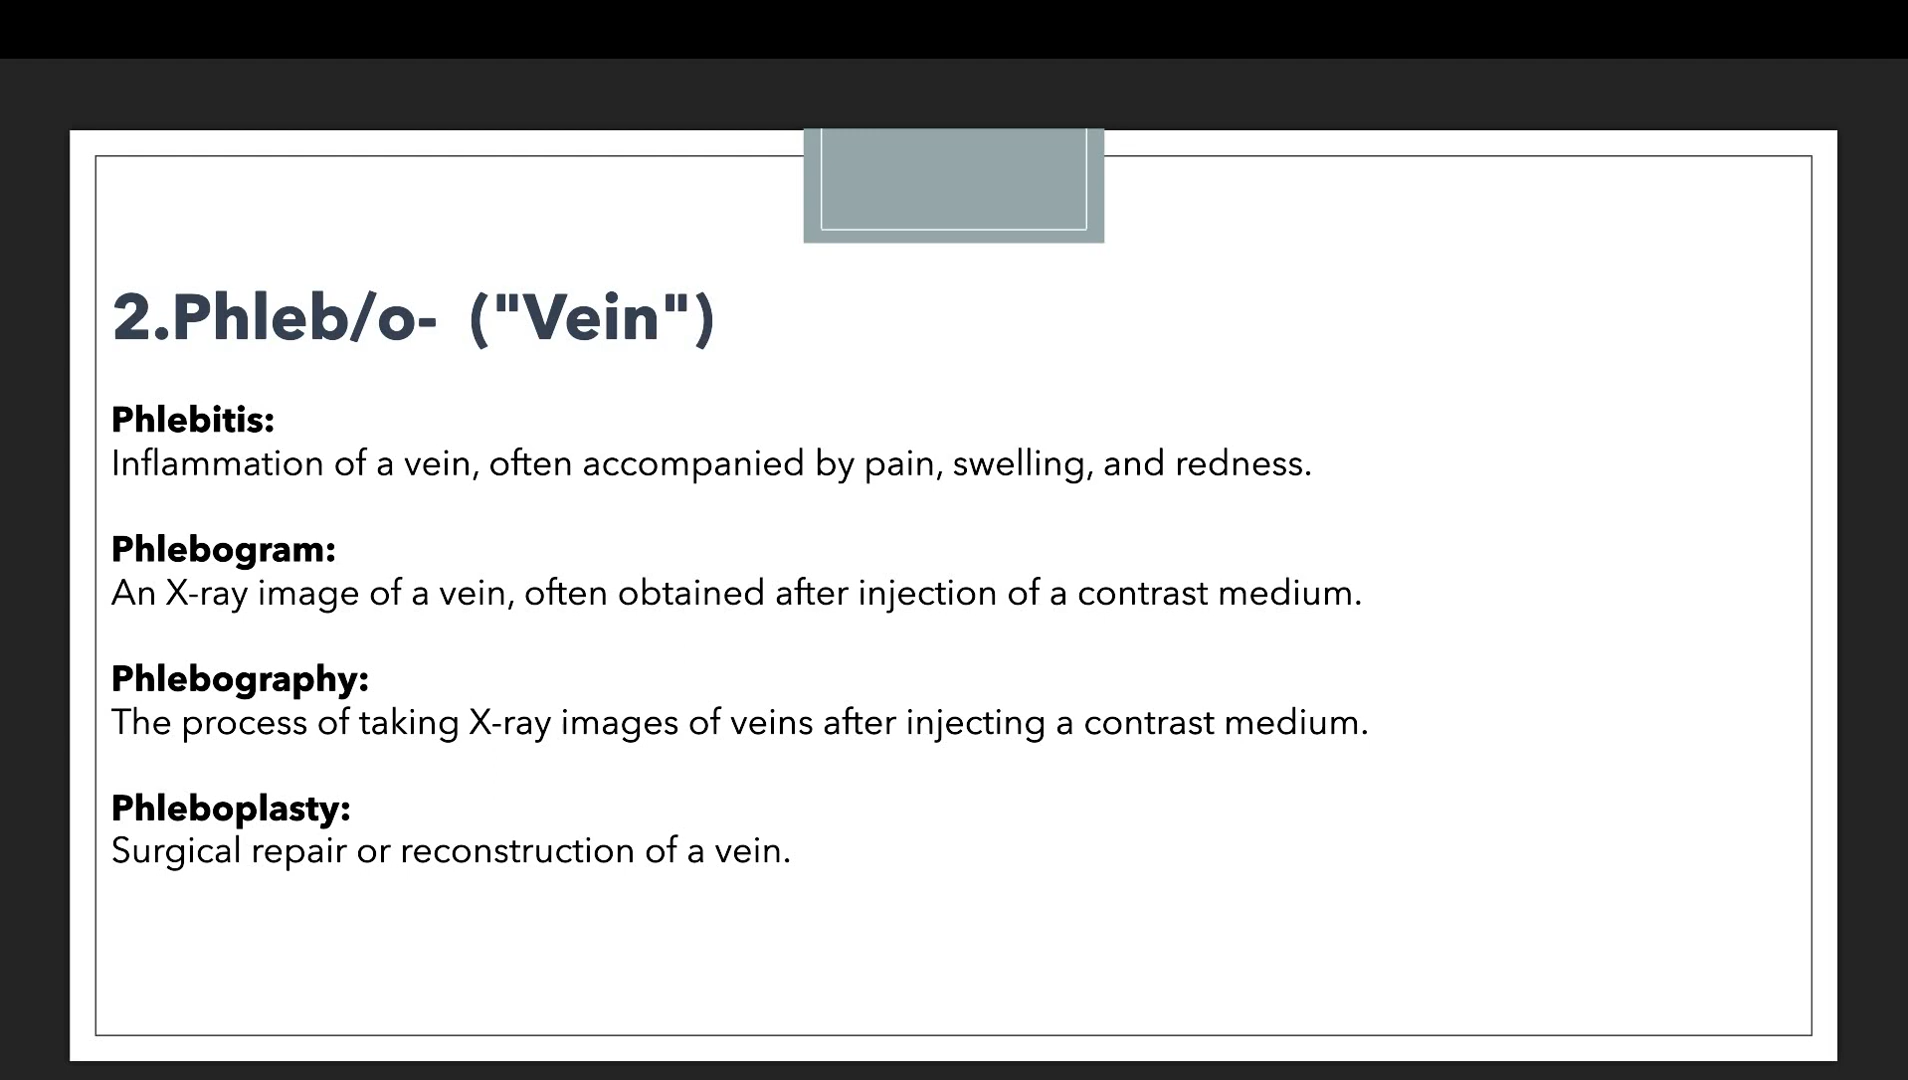 2.Phleb/o- ("Vein")
Phlebitis:
Inflammation of a vein, often accompanied by pain, swelling, and redness.
Phlebogram:
An X-ray image of a vein, often obtained after injection of a contrast medium.
Phlebography:
The process of taking X-ray images of veins after injecting a contrast medium.
Phleboplasty:
Surgical repair or reconstruction of a vein.